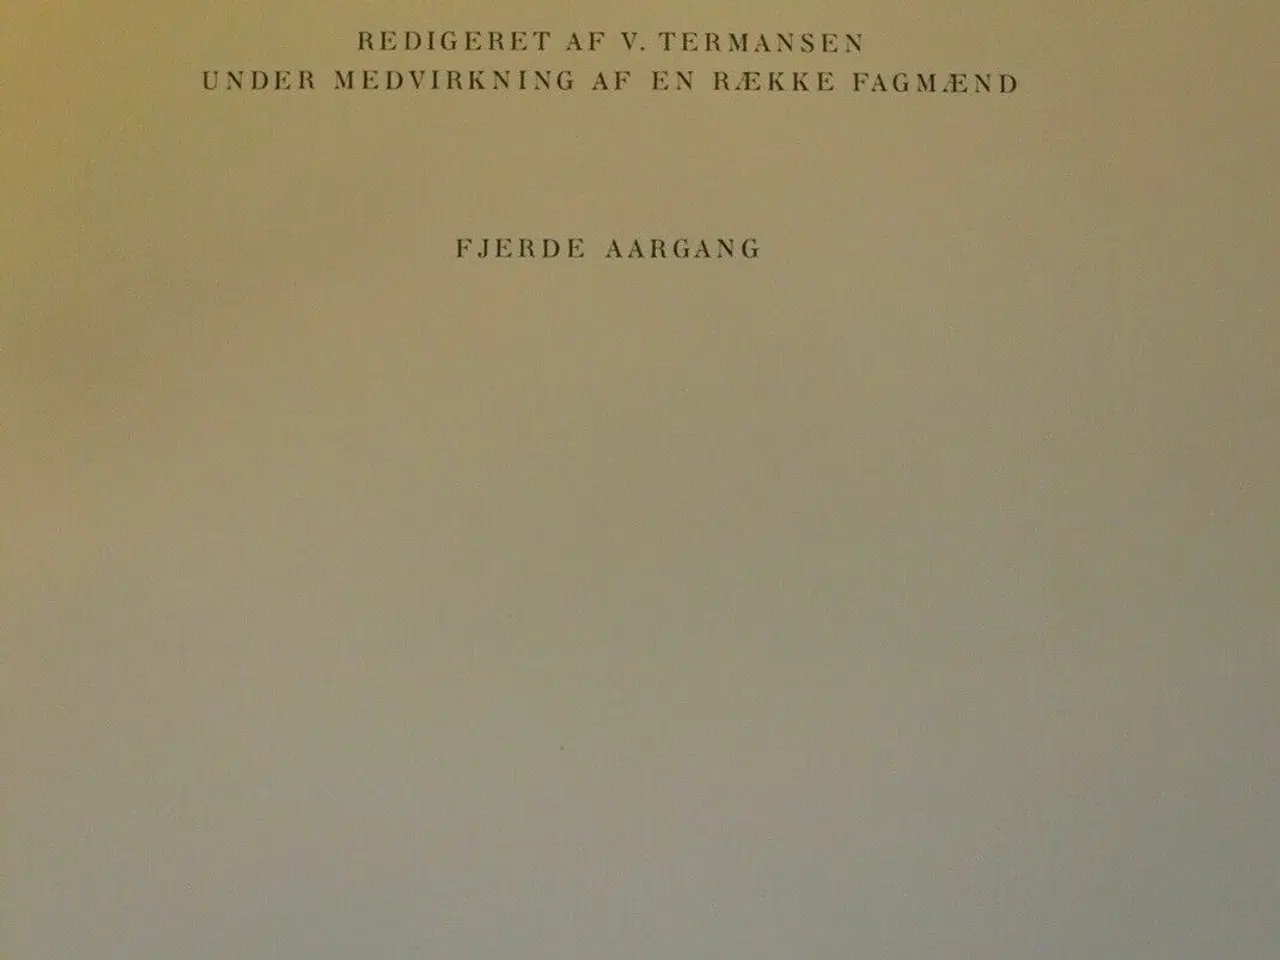 REDIGERET AF V. TERMANSEN
UNDER MEDVIRKNING AF EN RÆKKE FAGMÆND
FJERDE AARGANG